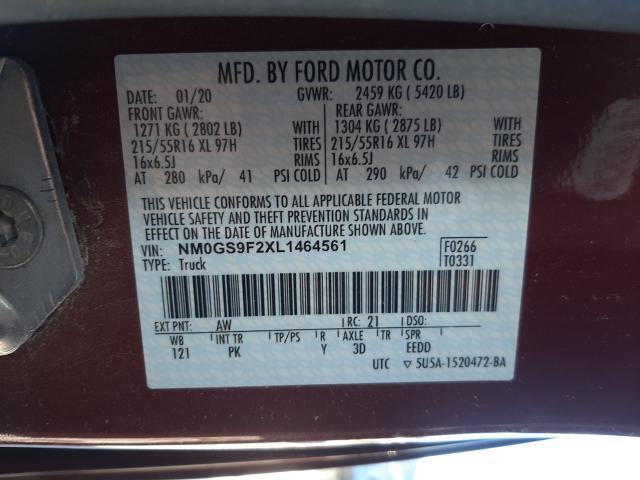 MFD. BY FORD MOTOR CO.
DATE: 01/20 GVWR: 2459 KG ( 5420 LB)
FRONT GAWR: REAR GAWR:
1271 KG ( 2802 LB) WITH 1304 KG ( 2875 LB) WITH
215/55R16 XL 97H TIRES 215/55R16 XL 97H TIRES
16x6.5J RIMS 16x6.5J RIMS
AT 280 kPa/ 41 PSI COLD AT 290 kPa/ 42 PSI COLD
THIS VEHICLE CONFORMS TO ALL APPLICABLE FEDERAL MOTOR
VEHICLE SAFETY AND THEFT PREVENTION STANDARDS IN
EFFECT ON THE DATE OF MANUFACTURE SHOWN ABOVE.
VIN: NM0GS9F2XL1464561 F0266
TYPE: Truck T0331
EXT PNT: AW RC: 21 DSO:
WB INT TR TP/PS R AXLE TR SPR
121 PK Y 3D EEDD
UTC ▽ 5U5A-1520472-BA